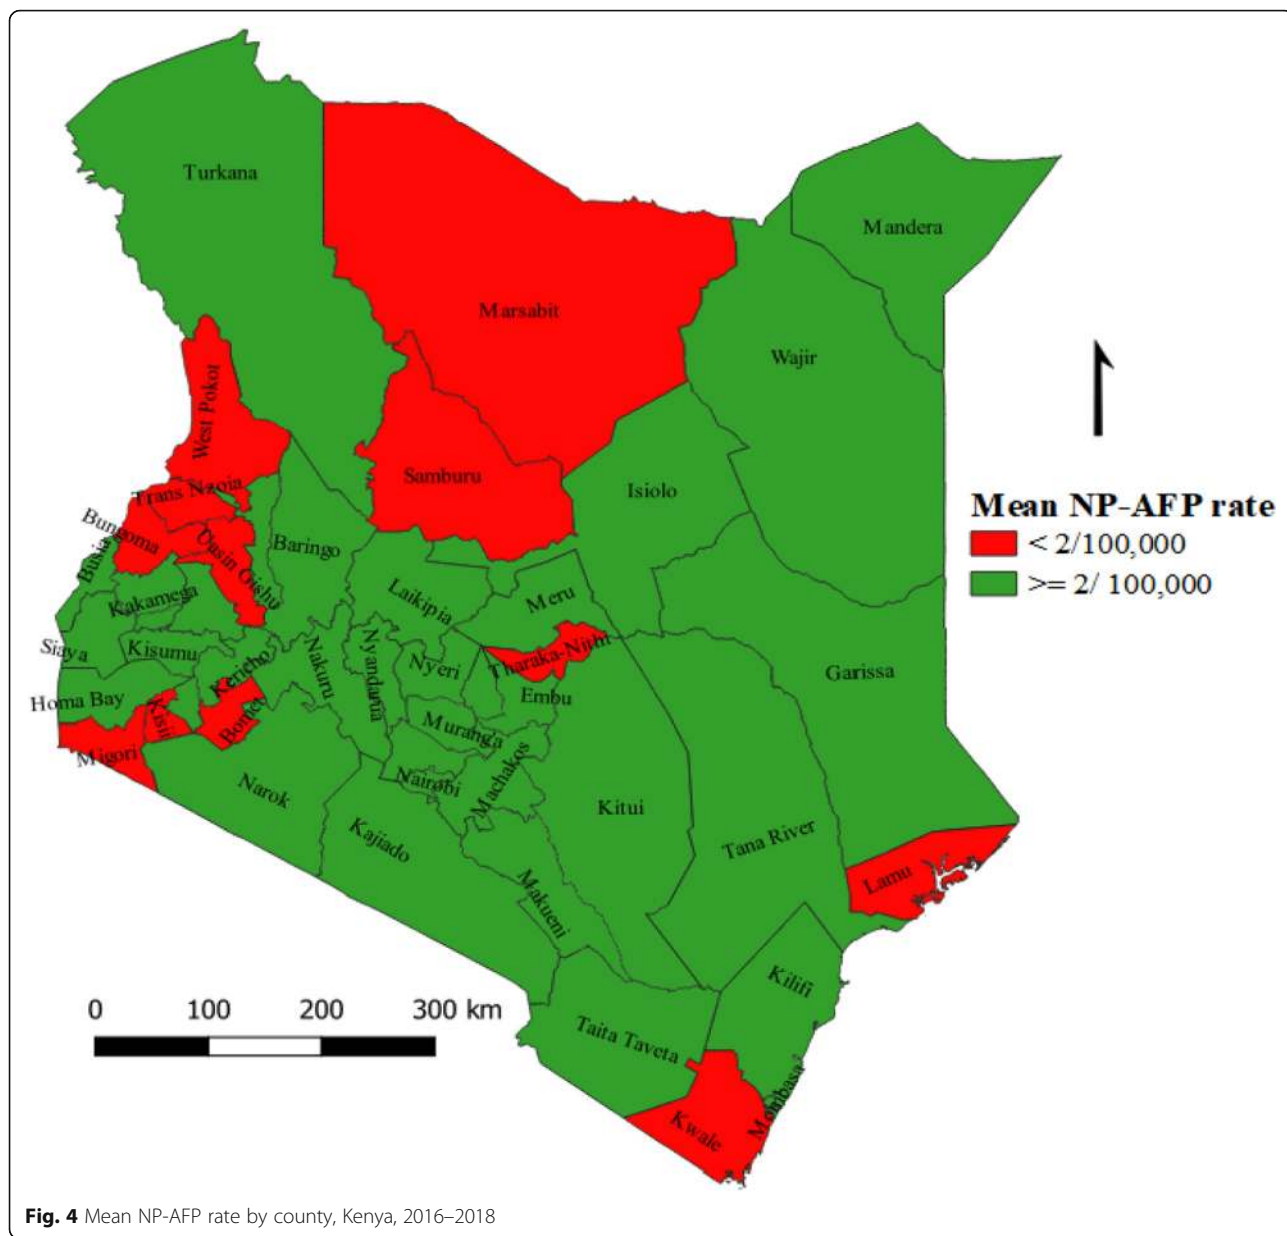 Turkana
Mandera
Marsabit
Wajir
West Pokot
Samburu
Isiolo
Trans Nzoia
Bungoma
Uasin Gishu
Baringo
Busia
Kakamega
Laikipia
Meru
Siaya
Kisumu
Kericho
Nakuru
Nyandarua
Nyeri
Tharaka-Nithi
Embu
Garissa
Homa Bay
Kisii
Bomet
Muranga
Migori
Narok
Nairobi
Machakos
Kitui
Kajiado
Tana River
Lamu
Makueni
Kilifi
Taita Taveta
Mombasa
Kwale
Mean NP-AFP rate
< 2/100,000
>= 2/ 100,000
0 100 200 300 km
Fig. 4 Mean NP-AFP rate by county, Kenya, 2016–2018